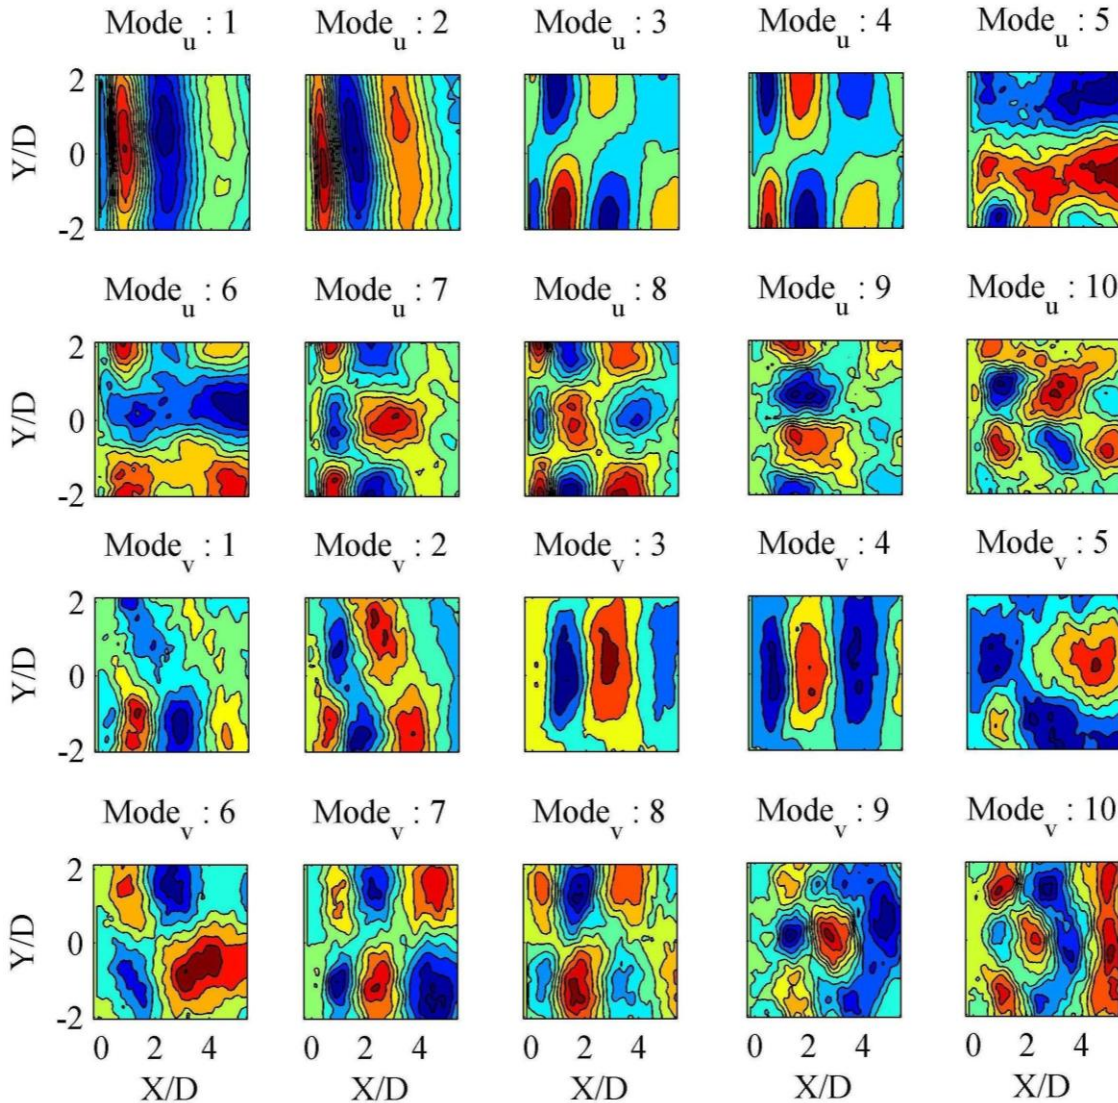 Mode_u : 1 Mode_u : 2 Mode_u : 3 Mode_u : 4 Mode_u : 5
2
Y/D 0
-2
Mode_u : 6 Mode_u : 7 Mode_u : 8 Mode_u : 9 Mode_u : 10
2
Y/D 0
-2
Mode_v : 1 Mode_v : 2 Mode_v : 3 Mode_v : 4 Mode_v : 5
2
Y/D 0
-2
Mode_v : 6 Mode_v : 7 Mode_v : 8 Mode_v : 9 Mode_v : 10
2
Y/D 0
-2
0 2 4 0 2 4 0 2 4 0 2 4 0 2 4
X/D X/D X/D X/D X/D